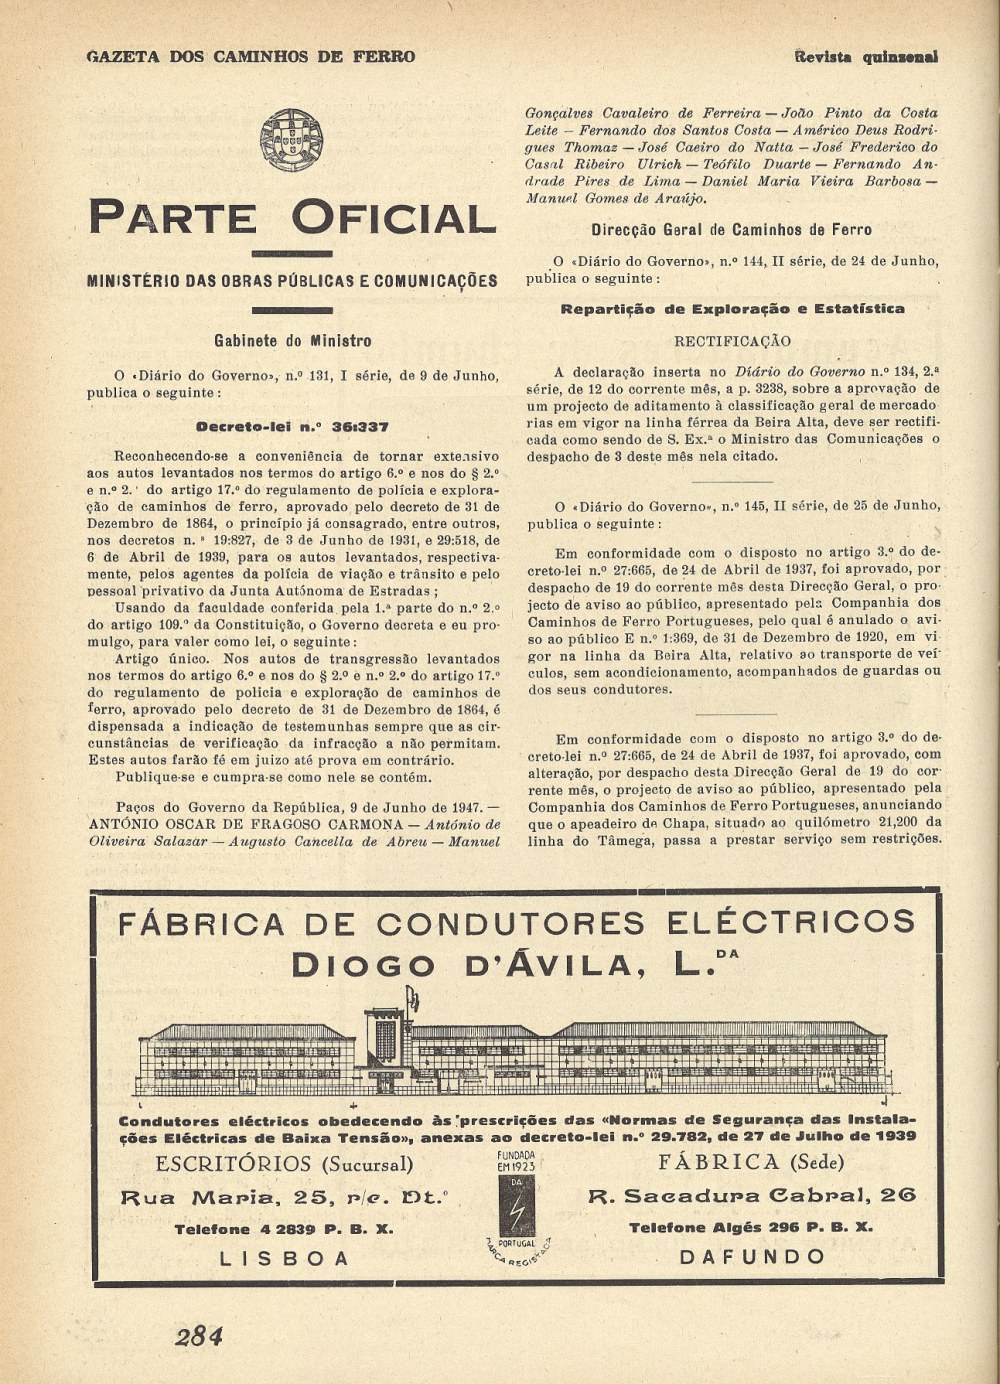 GAZETA DOS CAMINHOS DE FERRO
Revista quinzenal
PARTE OFICIAL
MINISTÉRIO DAS OBRAS PÚBLICAS E COMUNICAÇÕES
Gabinete do Ministro
O «Diário do Governo», n.º 131, I série, de 9 de Junho,
publica o seguinte:
Decreto-lei n.º 36:337
Reconhecendo-se a conveniência de tornar extensivo
aos autos levantados nos termos do artigo 6.º e nos do § 2.º
e n.º 2. do artigo 17.º do regulamento de polícia e explora-
ção de caminhos de ferro, aprovado pelo decreto de 31 de
Dezembro de 1864, o princípio já consagrado, entre outros,
nos decretos n.ˢ 19:827, de 3 de Junho de 1931, e 29:518, de
6 de Abril de 1939, para os autos levantados, respectiva-
mente, pelos agentes da polícia de viação e trânsito e pelo
pessoal privativo da Junta Autónoma de Estradas;
Usando da faculdade conferida pela 1.ª parte do n.º 2.º
do artigo 109.º da Constituição, o Governo decreta e eu pro-
mulgo, para valer como lei, o seguinte:
Artigo único. Nos autos de transgressão levantados
nos termos do artigo 6.º e nos do § 2.º e n.º 2.º do artigo 17.º
do regulamento de policia e exploração de caminhos de
ferro, aprovado pelo decreto de 31 de Dezembro de 1864, é
dispensada a indicação de testemunhas sempre que as cir-
cunstâncias de verificação da infracção a não permitam.
Estes autos farão fé em juízo até prova em contrário.
Publique-se e cumpra-se como nele se contém.
Paços do Governo da República, 9 de Junho de 1947. —
ANTÓNIO OSCAR DE FRAGOSO CARMONA — António de
Oliveira Salazar — Augusto Cancella de Abreu — Manuel
Gonçalves Cavaleiro de Ferreira — João Pinto da Costa
Leite — Fernando dos Santos Costa — Américo Deus Rodri-
gues Thomaz — José Caeiro do Natta — José Frederico do
Casal Ribeiro Ulrich — Teófilo Duarte — Fernando An-
drade Pires de Lima — Daniel Maria Vieira Barbosa —
Manuel Gomes de Araújo.
Direcção Geral de Caminhos de Ferro
O «Diário do Governo», n.º 144, II série, de 24 de Junho,
publica o seguinte:
Repartição de Exploração e Estatística
RECTIFICAÇÃO
A declaração inserta no Diário do Governo n.º 134, 2.ª
série, de 12 do corrente mês, a p. 3238, sobre a aprovação de
um projecto de aditamento à classificação geral de mercado
rias em vigor na linha férrea da Beira Alta, deve ser rectifi-
cada como sendo de S. Ex.ª o Ministro das Comunicações o
despacho de 3 deste mês nela citado.
O «Diário do Governo», n.º 145, II série, de 25 de Junho,
publica o seguinte:
Em conformidade com o disposto no artigo 3.º do de-
creto-lei n.º 27:665, de 24 de Abril de 1937, foi aprovado, por
despacho de 19 do corrente mês desta Direcção Geral, o pro-
jecto de aviso ao público, apresentado pela Companhia dos
Caminhos de Ferro Portugueses, pelo qual é anulado o avi-
so ao público E n.º 1:369, de 31 de Dezembro de 1920, em vi
gor na linha da Beira Alta, relativo ao transporte de veí-
culos, sem acondicionamento, acompanhados de guardas ou
dos seus condutores.
Em conformidade com o disposto no artigo 3.º do de-
creto-lei n.º 27:665, de 24 de Abril de 1937, foi aprovado, com
alteração, por despacho desta Direcção Geral de 19 do cor-
rente mês, o projecto de aviso ao público, apresentado pela
Companhia dos Caminhos de Ferro Portugueses, anunciando
que o apeadeiro de Chapa, situado ao quilómetro 21,200 da
linha do Tâmega, passa a prestar serviço sem restrições.
FÁBRICA DE CONDUTORES ELÉCTRICOS
DIOGO D'ÁVILA, L.DA
Condutores eléctricos obedecendo às prescrições das «Normas de Segurança das Instala-
ções Eléctricas de Baixa Tensão», anexas ao decreto-lei n.º 29.782, de 27 de Julho de 1939
ESCRITÓRIOS (Sucursal)
Rua Maria, 25, r/c. Dt.º
Telefone 4 2839 P. B. X.
LISBOA
FUNDADA
EM 1923
DA
PORTUGAL
MARCA REGISTADA
FÁBRICA (Sede)
R. Sacadura Cabral, 26
Telefone Algés 296 P. B. X.
DAFUNDO
284